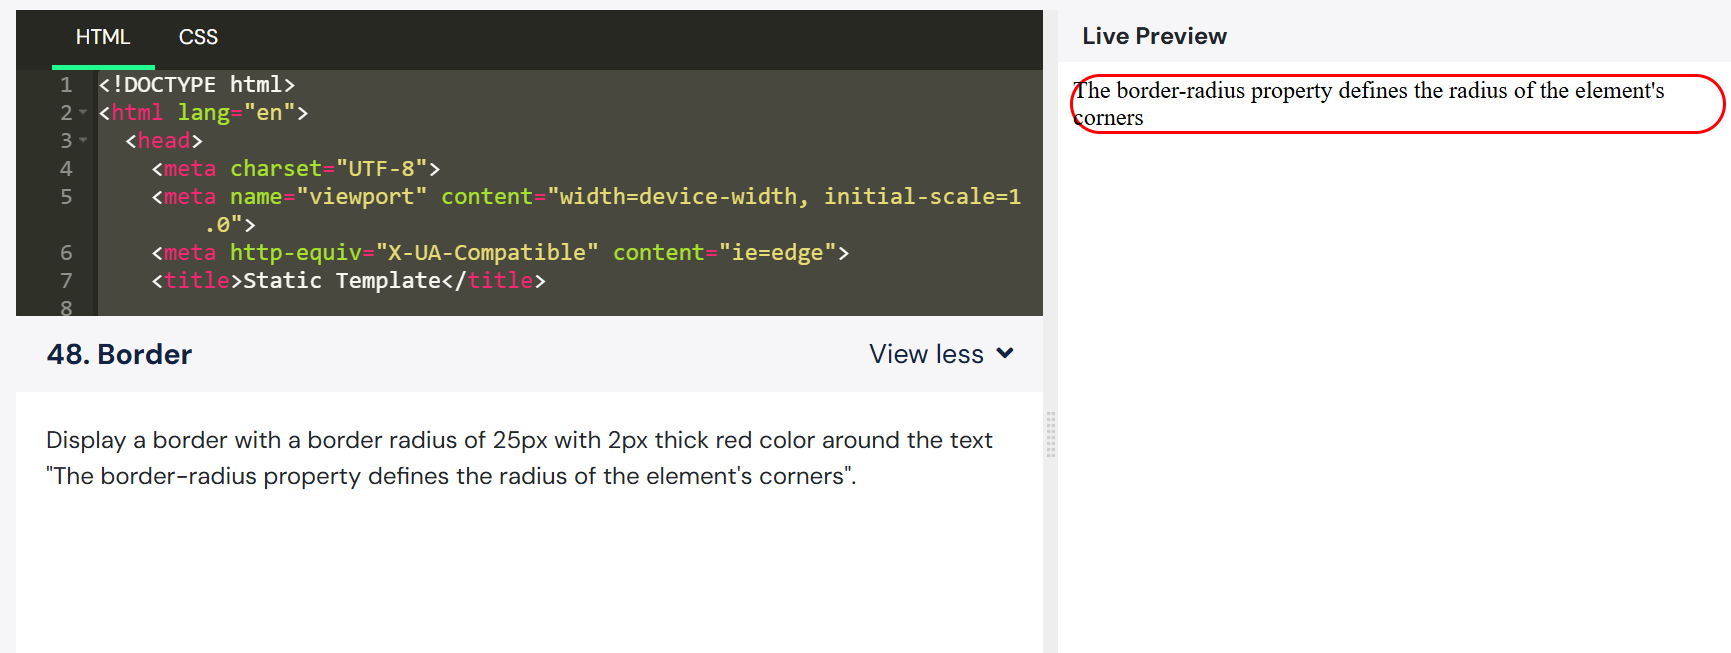 HTML CSS
1 <!DOCTYPE html>
2 <html lang="en">
3 <head>
4 <meta charset="UTF-8">
5 <meta name="viewport" content="width=device-width, initial-scale=1
.0">
6 <meta http-equiv="X-UA-Compatible" content="ie=edge">
7 <title>Static Template</title>
8
48. Border
View less
Display a border with a border radius of 25px with 2px thick red color around the text
"The border-radius property defines the radius of the element's corners".
Live Preview
The border-radius property defines the radius of the element's
corners